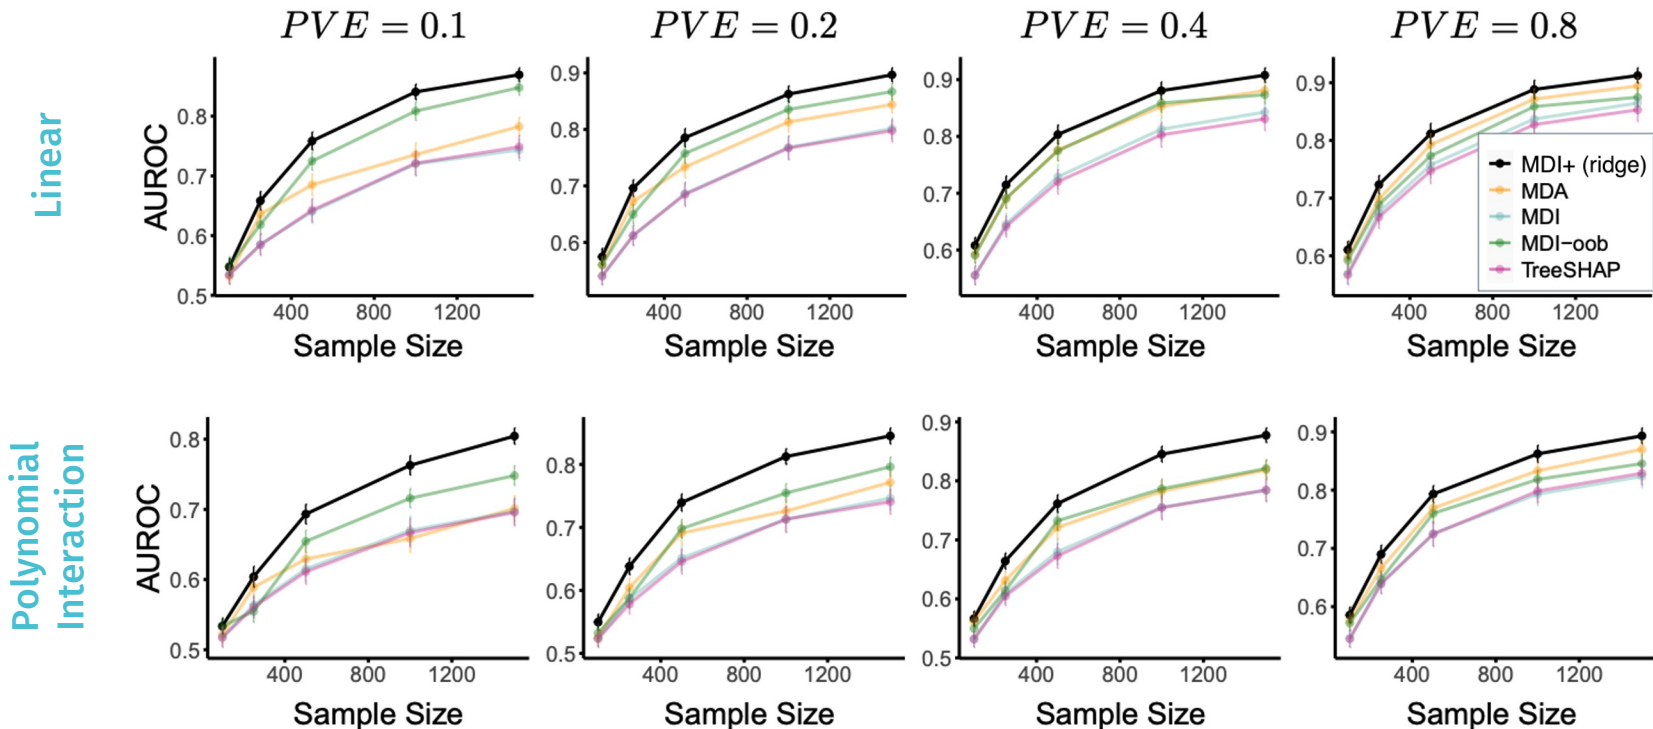 PVE = 0.1
PVE = 0.2
PVE = 0.4
PVE = 0.8
Linear
AUROC
0.8
0.7
0.6
0.5
400 800 1200
Sample Size
0.9
0.8
0.7
0.6
400 800 1200
Sample Size
0.9
0.8
0.7
0.6
400 800 1200
Sample Size
0.9
0.8
0.7
0.6
400 800 1200
Sample Size
MDI+ (ridge)
MDA
MDI
MDI-oob
TreeSHAP
Polynomial
Interaction
AUROC
0.8
0.7
0.6
0.5
400 800 1200
Sample Size
0.8
0.7
0.6
0.5
400 800 1200
Sample Size
0.9
0.8
0.7
0.6
0.5
400 800 1200
Sample Size
0.9
0.8
0.7
0.6
400 800 1200
Sample Size